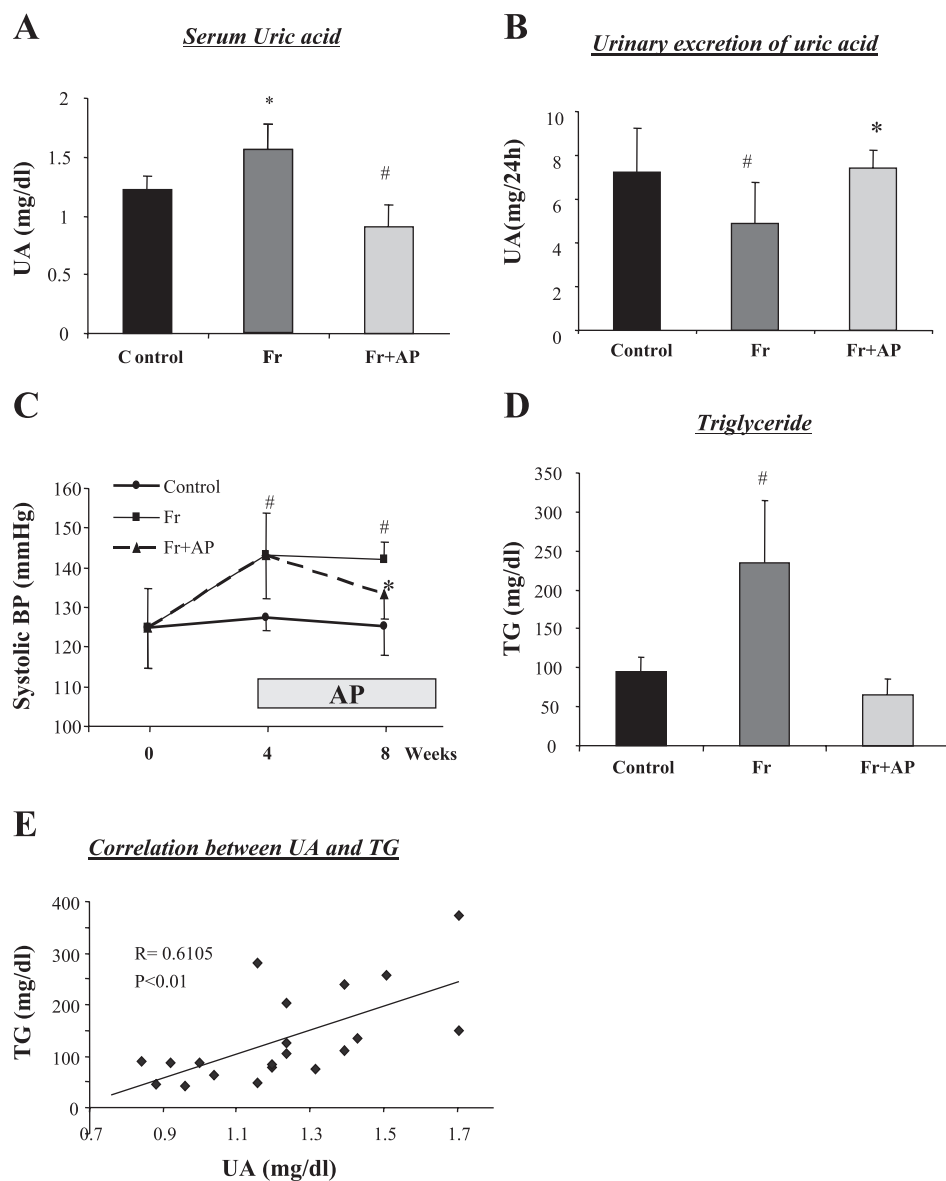 A
Serum Uric acid
2
1.5
1
0.5
0
UA (mg/dl)
*
#
C ontrol Fr Fr+AP
B
Urinary excretion of uric acid
10
8
6
4
2
0
UA(mg/24h)
#
*
Control Fr Fr+AP
C
160
150
140
130
120
110
100
Systolic BP (mmHg)
Control
Fr
Fr+AP
#
#
*
AP
0 4 8 Weeks
D
Triglyceride
350
300
250
200
150
100
50
0
TG (mg/dl)
#
Control Fr Fr+AP
E
Correlation between UA and TG
400
300
200
100
0
TG (mg/dl)
R= 0.6105
P<0.01
0.7 0.9 1.1 1.3 1.5 1.7
UA (mg/dl)